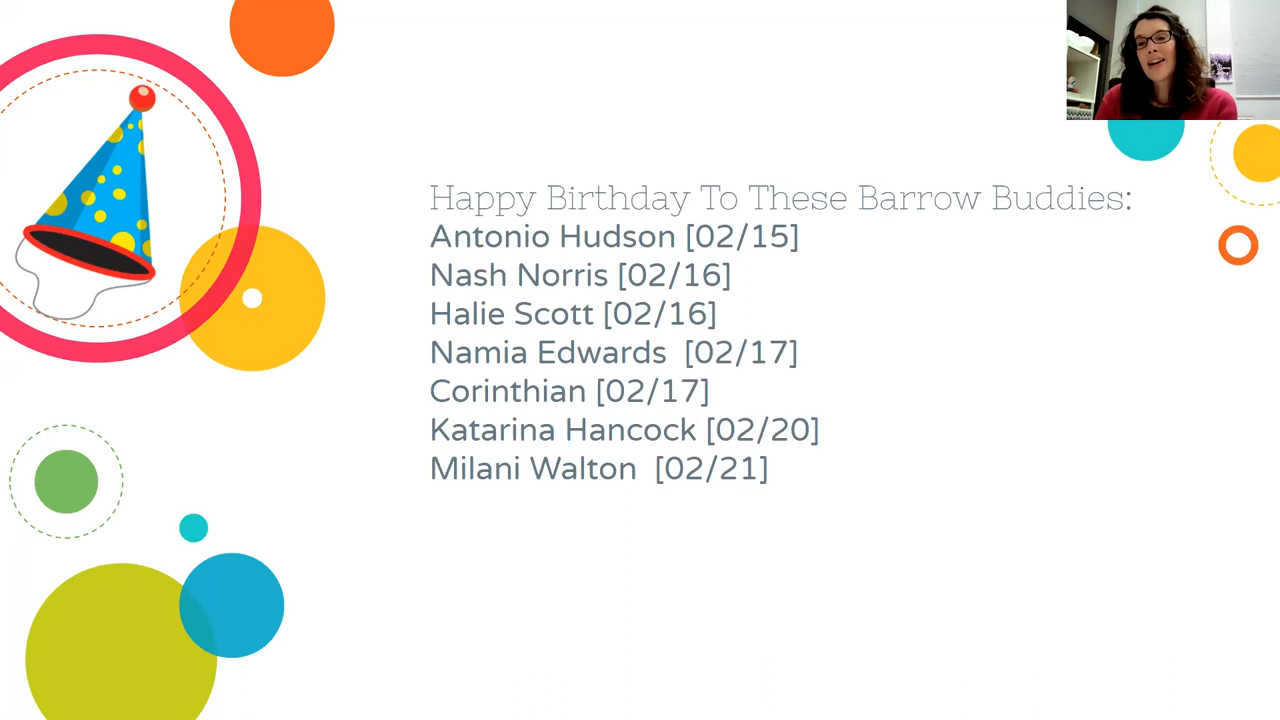 Happy Birthday To These Barrow Buddies:
Antonio Hudson [02/15]
Nash Norris [02/16]
Halie Scott [02/16]
Namia Edwards  [02/17]
Corinthian [02/17]
Katarina Hancock [02/20]
Milani Walton  [02/21]